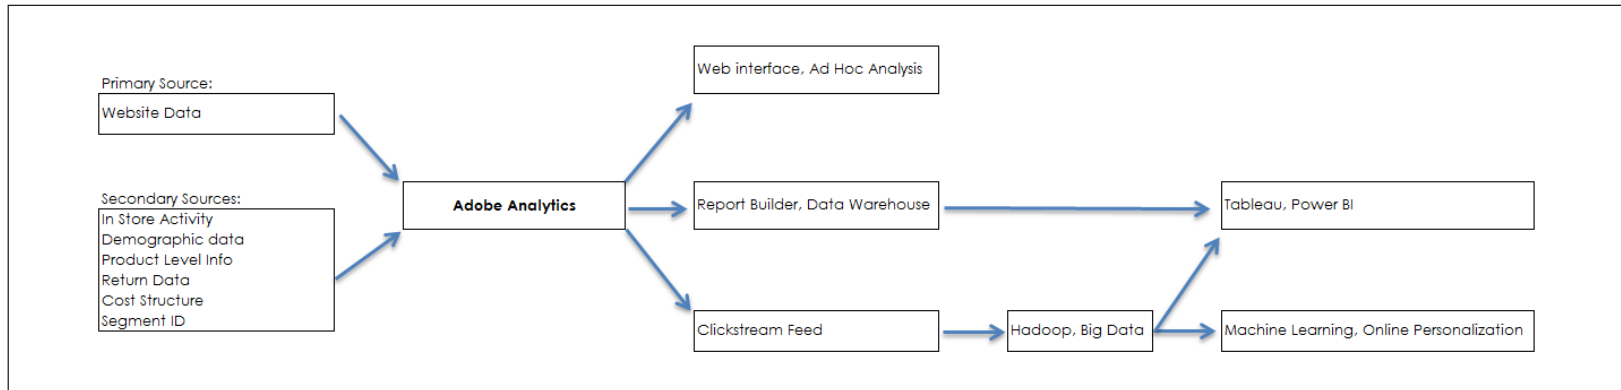 Primary Source:
Website Data
Secondary Sources:
In Store Activity
Demographic data
Product Level Info
Return Data
Cost Structure
Segment ID
Adobe Analytics
Web interface, Ad Hoc Analysis
Report Builder, Data Warehouse
Clickstream Feed
Hadoop, Big Data
Tableau, Power BI
Machine Learning, Online Personalization